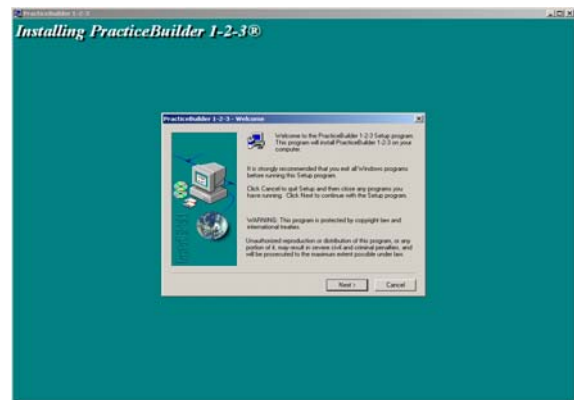 PracticeBuilder 1-2-3
Installing PracticeBuilder 1-2-3®
PracticeBuilder 1-2-3 - Welcome
Welcome to the PracticeBuilder 1-2-3 Setup program.
This program will install PracticeBuilder 1-2-3 on your
computer.
It is strongly recommended that you exit all Windows programs
before running this Setup program.
Click Cancel to quit Setup and then close any programs you
have running. Click Next to continue with the Setup program.
WARNING: This program is protected by copyright law and
international treaties.
Unauthorized reproduction or distribution of this program, or any
portion of it, may result in severe civil and criminal penalties, and
will be prosecuted to the maximum extent possible under law.
Next >
Cancel